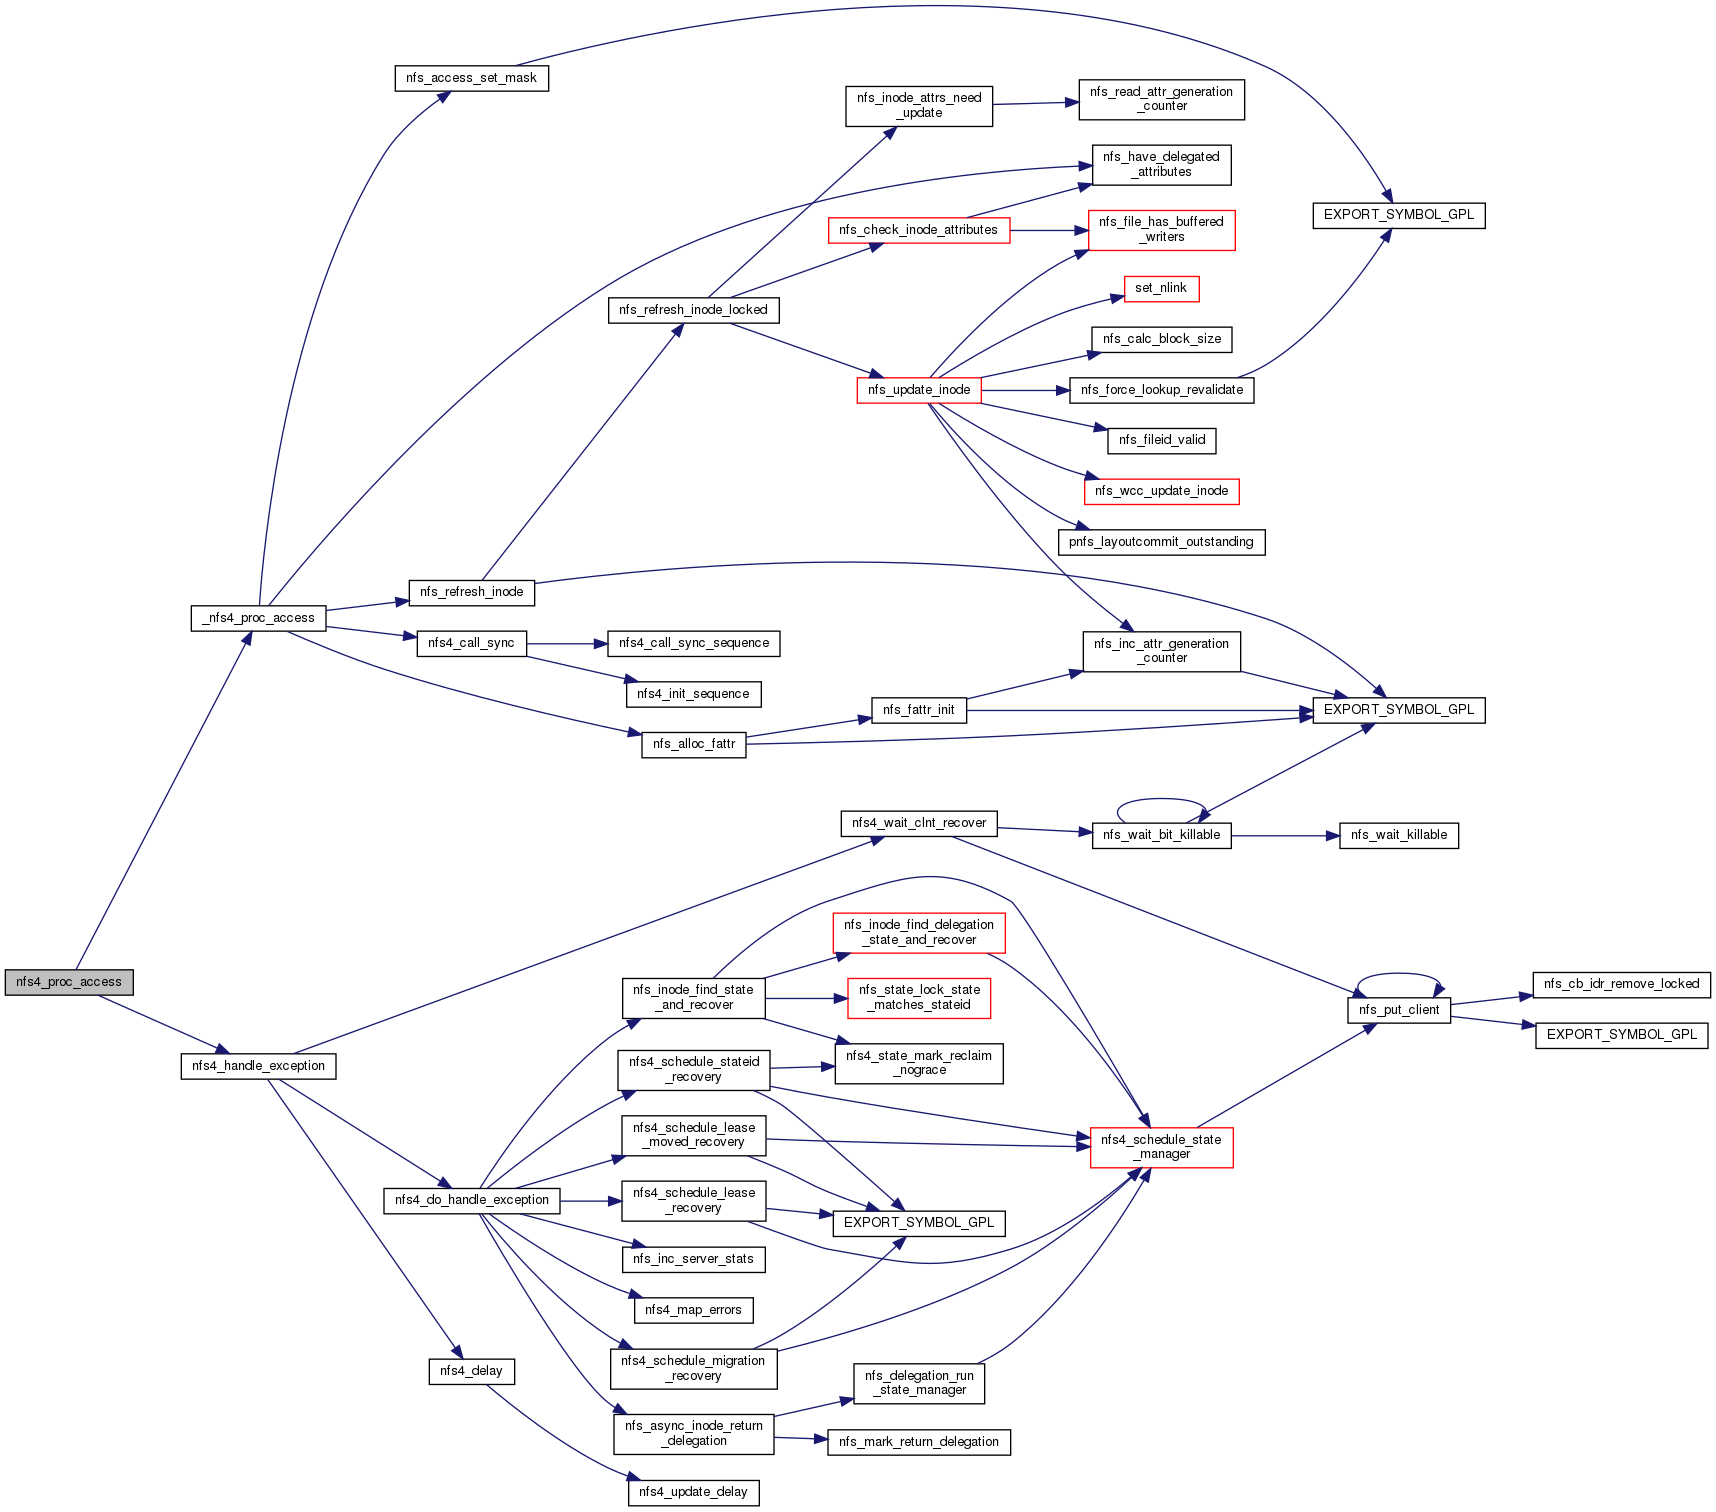 nfs_access_set_mask
nfs_inode_attrs_need
_update
nfs_read_attr_generation
_counter
nfs_have_delegated
_attributes
EXPORT_SYMBOL_GPL
nfs_check_inode_attributes
nfs_file_has_buffered
_writers
set_nlink
nfs_refresh_inode_locked
nfs_calc_block_size
nfs_update_inode
nfs_force_lookup_revalidate
nfs_fileid_valid
nfs_wcc_update_inode
pnfs_layoutcommit_outstanding
nfs_refresh_inode
_nfs4_proc_access
nfs4_call_sync
nfs4_call_sync_sequence
nfs_inc_attr_generation
_counter
nfs4_init_sequence
nfs_fattr_init
EXPORT_SYMBOL_GPL
nfs_alloc_fattr
nfs4_wait_clnt_recover
nfs_wait_bit_killable
nfs_wait_killable
nfs_inode_find_delegation
_state_and_recover
nfs4_proc_access
nfs_inode_find_state
_and_recover
nfs_state_lock_state
_matches_stateid
nfs_cb_idr_remove_locked
nfs_put_client
EXPORT_SYMBOL_GPL
nfs4_handle_exception
nfs4_schedule_stateid
_recovery
nfs4_state_mark_reclaim
_nograce
nfs4_schedule_lease
_moved_recovery
nfs4_schedule_state
_manager
nfs4_do_handle_exception
nfs4_schedule_lease
_recovery
EXPORT_SYMBOL_GPL
nfs_inc_server_stats
nfs4_map_errors
nfs4_delay
nfs4_schedule_migration
_recovery
nfs_delegation_run
_state_manager
nfs_async_inode_return
_delegation
nfs_mark_return_delegation
nfs4_update_delay